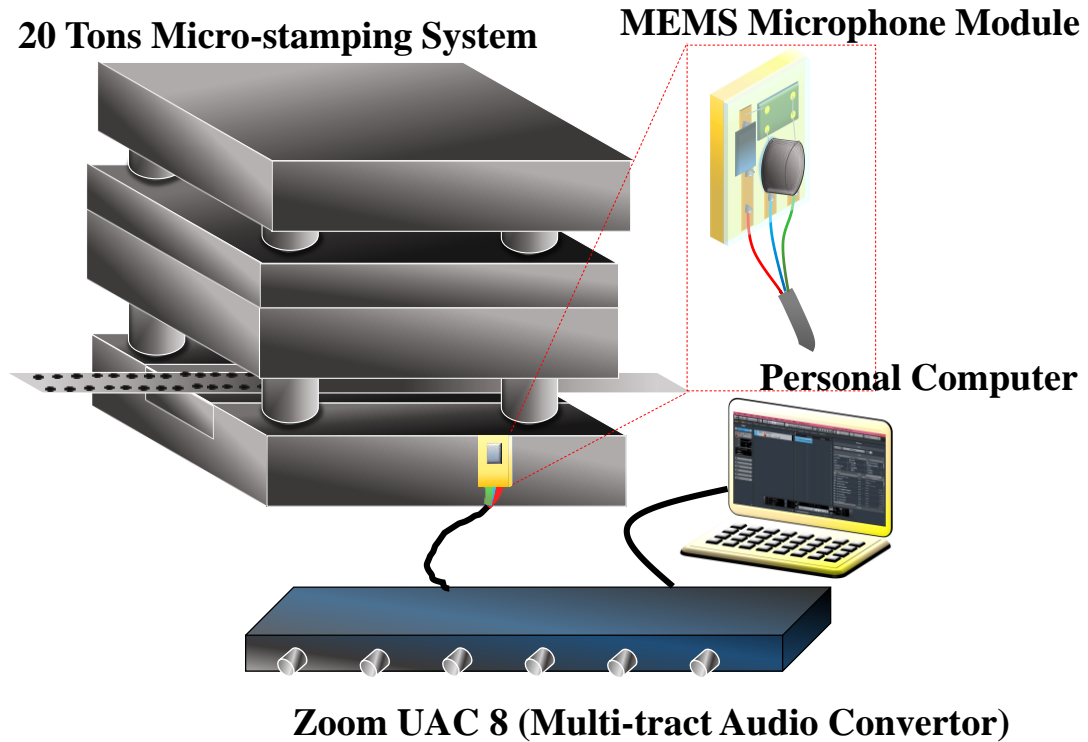 20 Tons Micro-stamping System
MEMS Microphone Module
Personal Computer
Zoom UAC 8 (Multi-tract Audio Convertor)